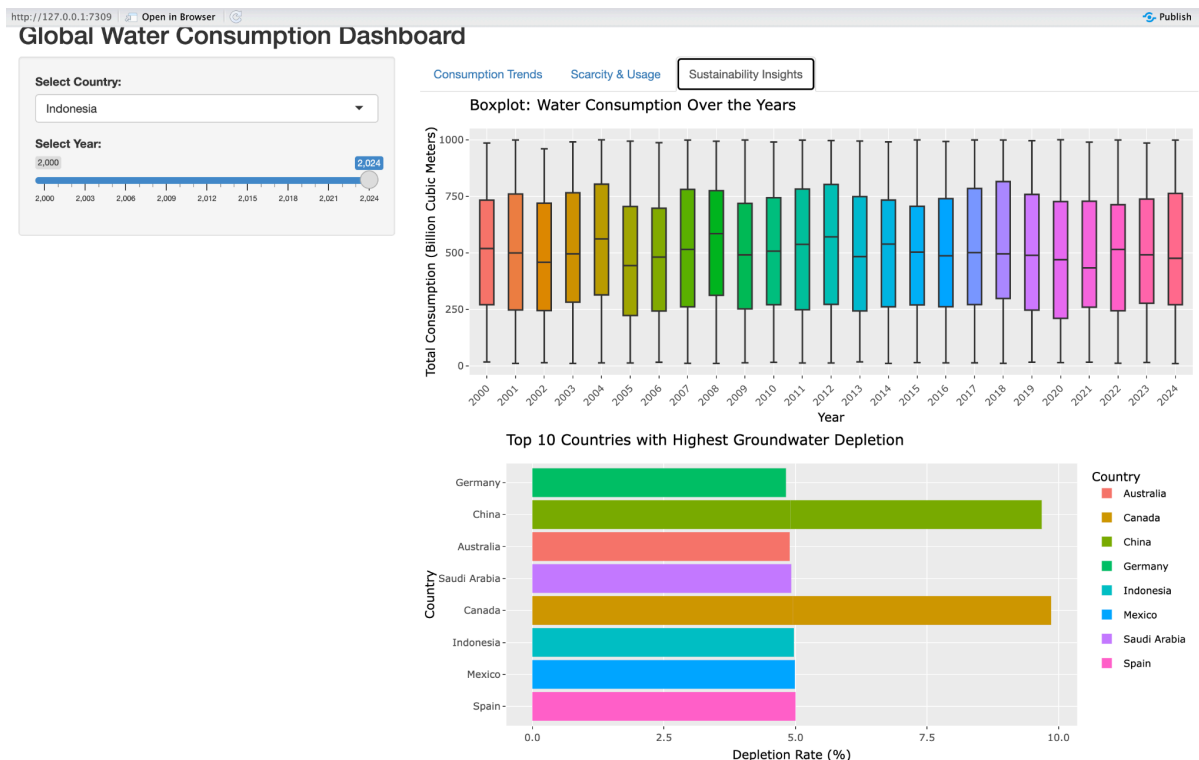 http://127.0.0.1:7309 Open in Browser Publish
Global Water Consumption Dashboard
Select Country:
Indonesia
Select Year:
2,000 2,024
2,000 2,003 2,006 2,009 2,012 2,015 2,018 2,021 2,024
Consumption Trends Scarcity & Usage Sustainability Insights
Boxplot: Water Consumption Over the Years
Total Consumption (Billion Cubic Meters)
1000
750
500
250
0
2000 2001 2002 2003 2004 2005 2006 2007 2008 2009 2010 2011 2012 2013 2014 2015 2016 2017 2018 2019 2020 2021 2022 2023 2024
Year
Top 10 Countries with Highest Groundwater Depletion
Country
Germany
China
Australia
Saudi Arabia
Canada
Indonesia
Mexico
Spain
0.0 2.5 5.0 7.5 10.0
Depletion Rate (%)
Country
Australia
Canada
China
Germany
Indonesia
Mexico
Saudi Arabia
Spain